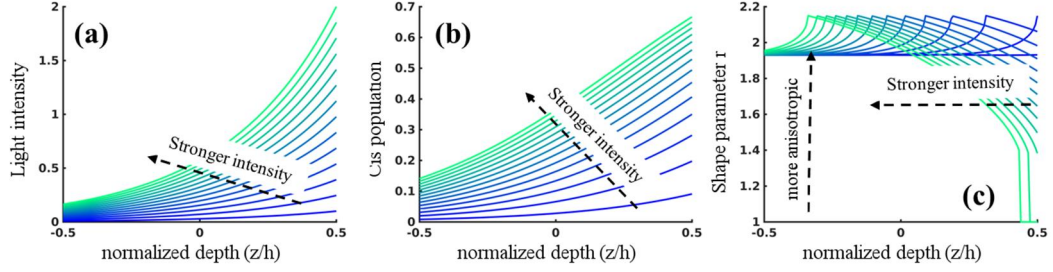 (a)
Light intensity
2
1.5
1
0.5
0
Stronger intensity
-0.5
0
0.5
normalized depth (z/h)
(b)
Cis population
0.7
0.6
0.5
0.4
0.3
0.2
0.1
0
Stronger intensity
-0.5
0
0.5
normalized depth (z/h)
Shape parameter r
2.2
2
1.8
1.6
1.4
1.2
1
more anisotropic
Stronger intensity
(c)
-0.5
0
0.5
normalized depth (z/h)